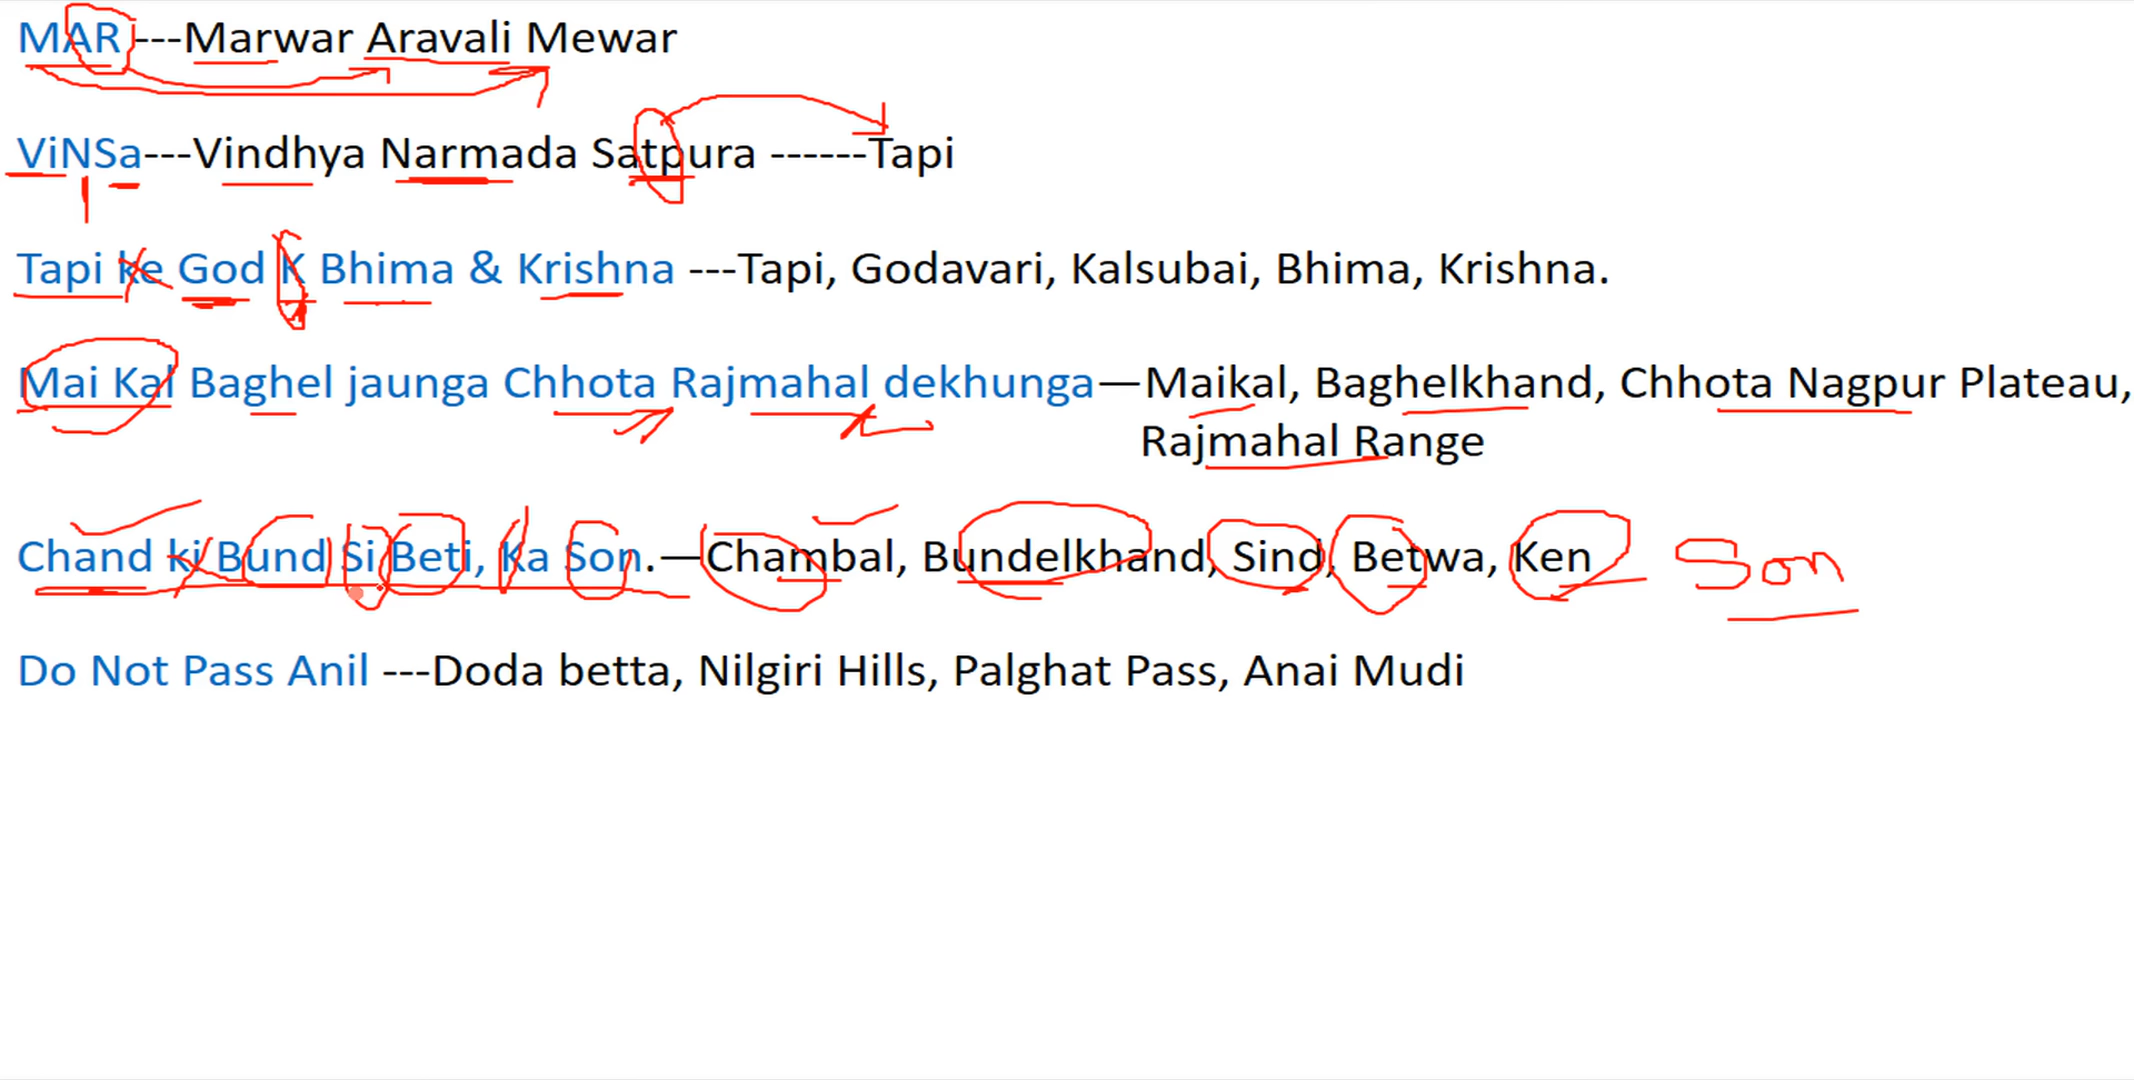 MAR ---Marwar Aravali Mewar
ViNSa---Vindhya Narmada Satpura ------Tapi
Tapi ke God K Bhima & Krishna ---Tapi, Godavari, Kalsubai, Bhima, Krishna.
Mai Kal Baghel jaunga Chhota Rajmahal dekhunga—Maikal, Baghelkhand, Chhota Nagpur Plateau,
Rajmahal Range
Chand ki Bund Si Beti, Ka Son.—Chambal, Bundelkhand, Sind, Betwa, Ken Son
Do Not Pass Anil ---Doda betta, Nilgiri Hills, Palghat Pass, Anai Mudi